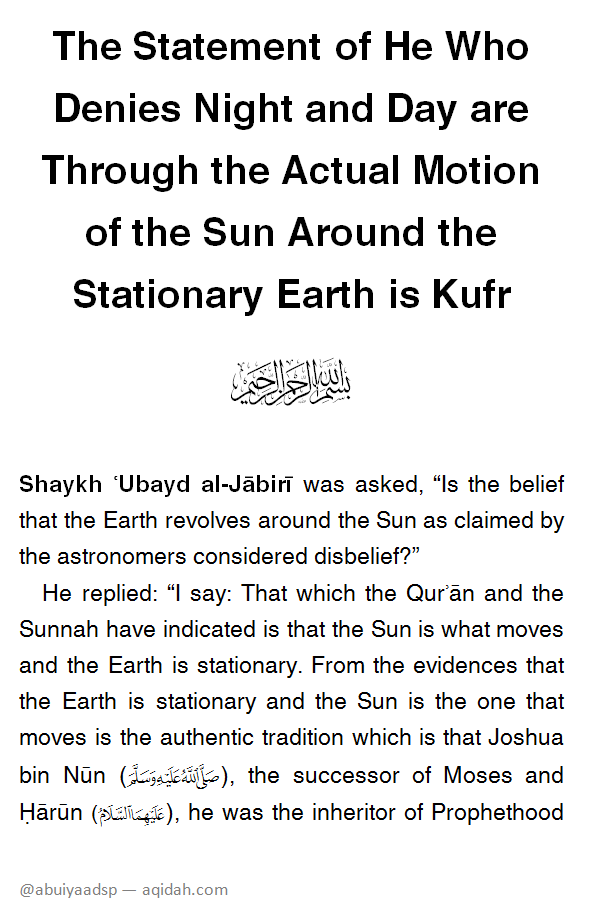 The Statement of He Who
Denies Night and Day are
Through the Actual Motion
of the Sun Around the
Stationary Earth is Kufr
بسم الله الرحمن الرحيم
Shaykh ʿUbayd al-Jābirī was asked, “Is the belief
that the Earth revolves around the Sun as claimed by
the astronomers considered disbelief?”
He replied: “I say: That which the Qurʾān and the
Sunnah have indicated is that the Sun is what moves
and the Earth is stationary. From the evidences that
the Earth is stationary and the Sun is the one that
moves is the authentic tradition which is that Joshua
bin Nūn (صَلَّى اللَّهُ عَلَيْهِ وَسَلَّمَ), the successor of Moses and
Ḥārūn (عَلَيْهِمَا السَّلَامُ), he was the inheritor of Prophethood
@abuiyaadsp — aqidah.com